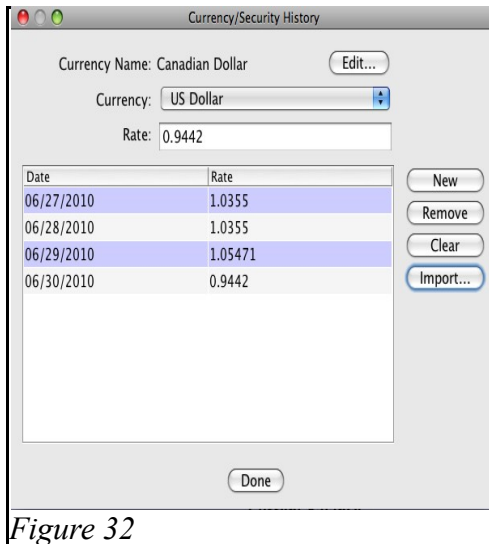 Currency/Security History
Currency Name: Canadian Dollar Edit...
Currency: US Dollar
Rate: 0.9442
Date Rate
06/27/2010 1.0355
06/28/2010 1.0355
06/29/2010 1.05471
06/30/2010 0.9442
New
Remove
Clear
Import...
Done
Figure 32